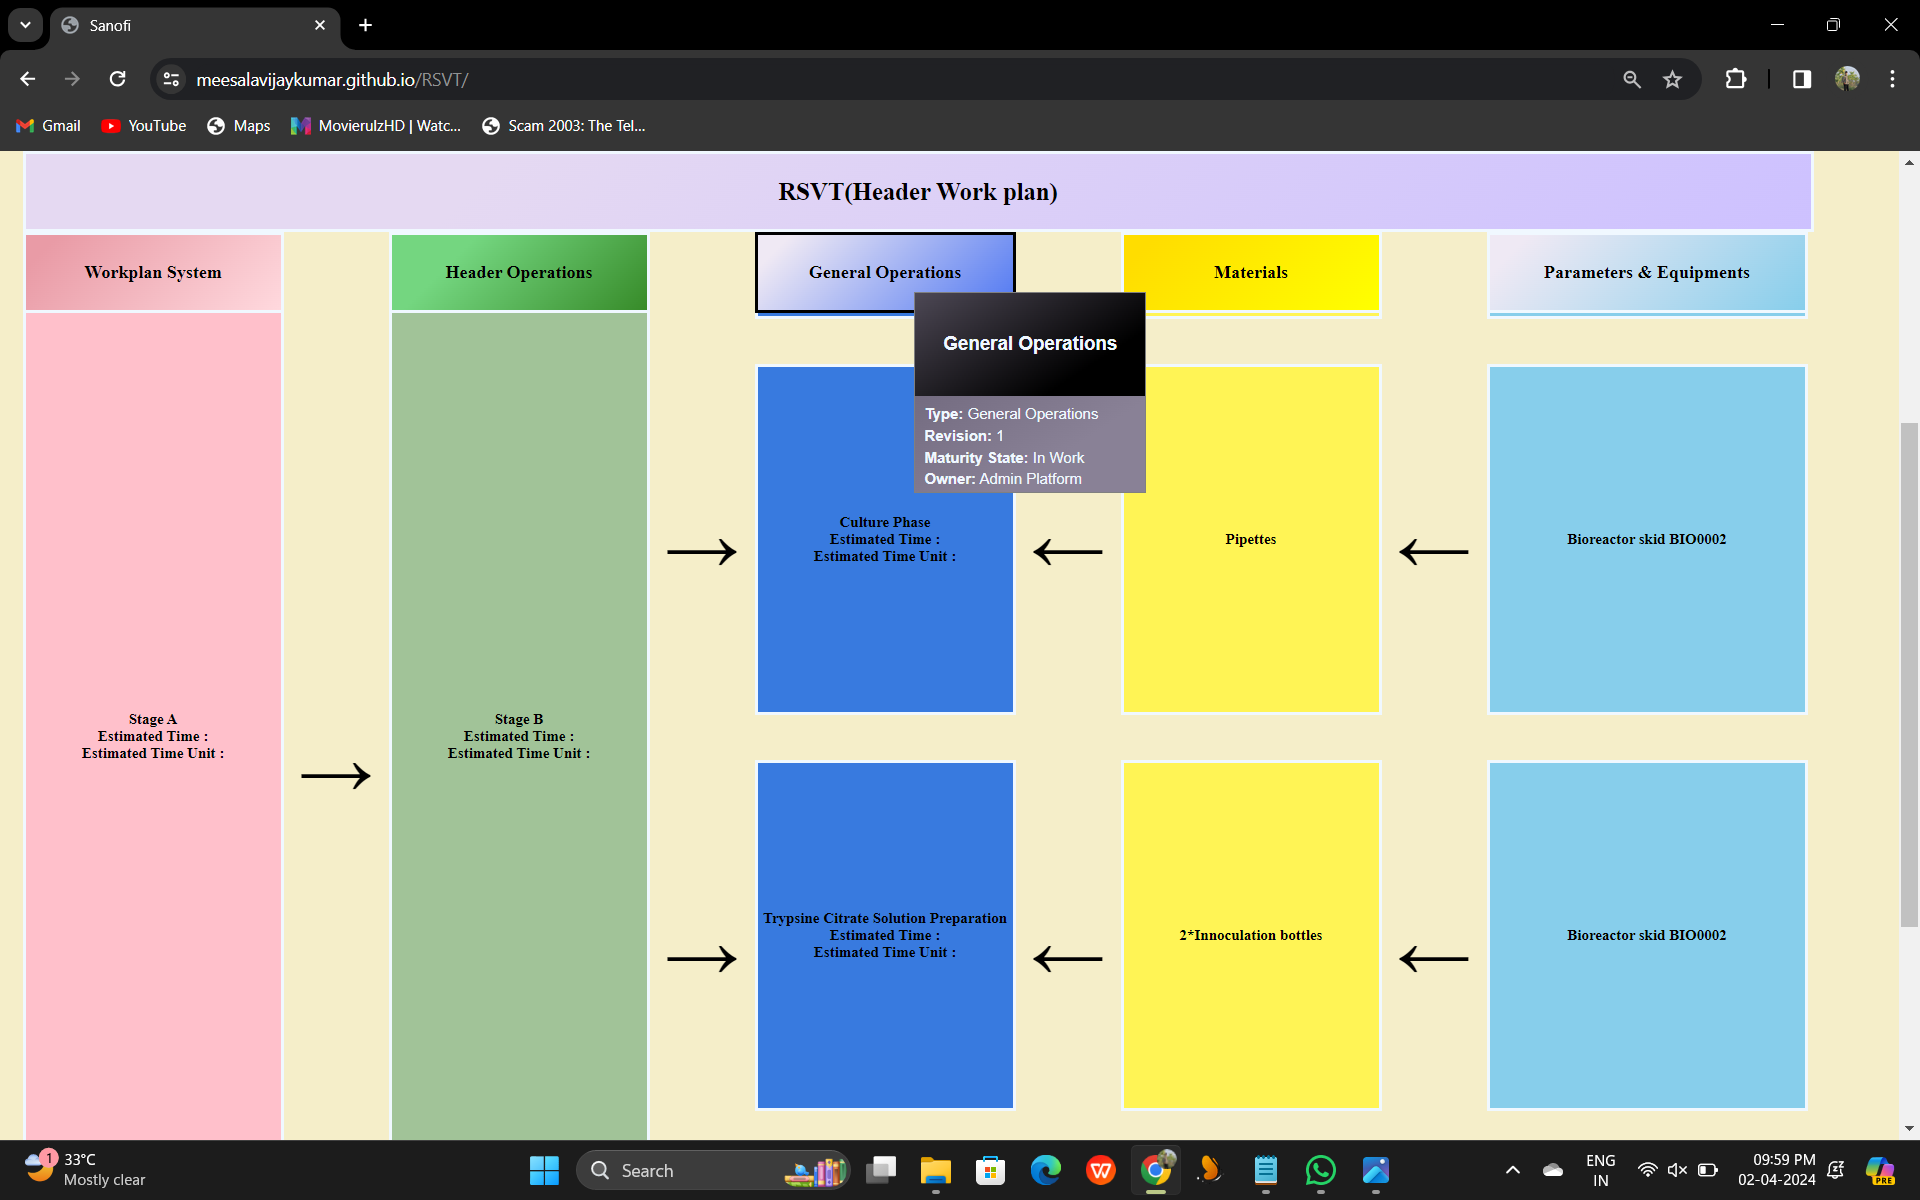 Sanofi
meesalavijaykumar.github.io/RSVT/
Gmail
YouTube
Maps
MovierulzHD | Watc...
Scam 2003: The Tel...
RSVT(Header Work plan)
Workplan System
Header Operations
General Operations
Materials
Parameters & Equipments
General Operations
Type: General Operations
Revision: 1
Maturity State: In Work
Owner: Admin Platform
Culture Phase
Estimated Time :
Estimated Time Unit :
Pipettes
Bioreactor skid BIO0002
Stage A
Estimated Time :
Estimated Time Unit :
Stage B
Estimated Time :
Estimated Time Unit :
Trypsine Citrate Solution Preparation
Estimated Time :
Estimated Time Unit :
2*Innoculation bottles
Bioreactor skid BIO0002
1
33°C
Mostly clear
Search
W
ENG
IN
09:59 PM
02-04-2024
PRE